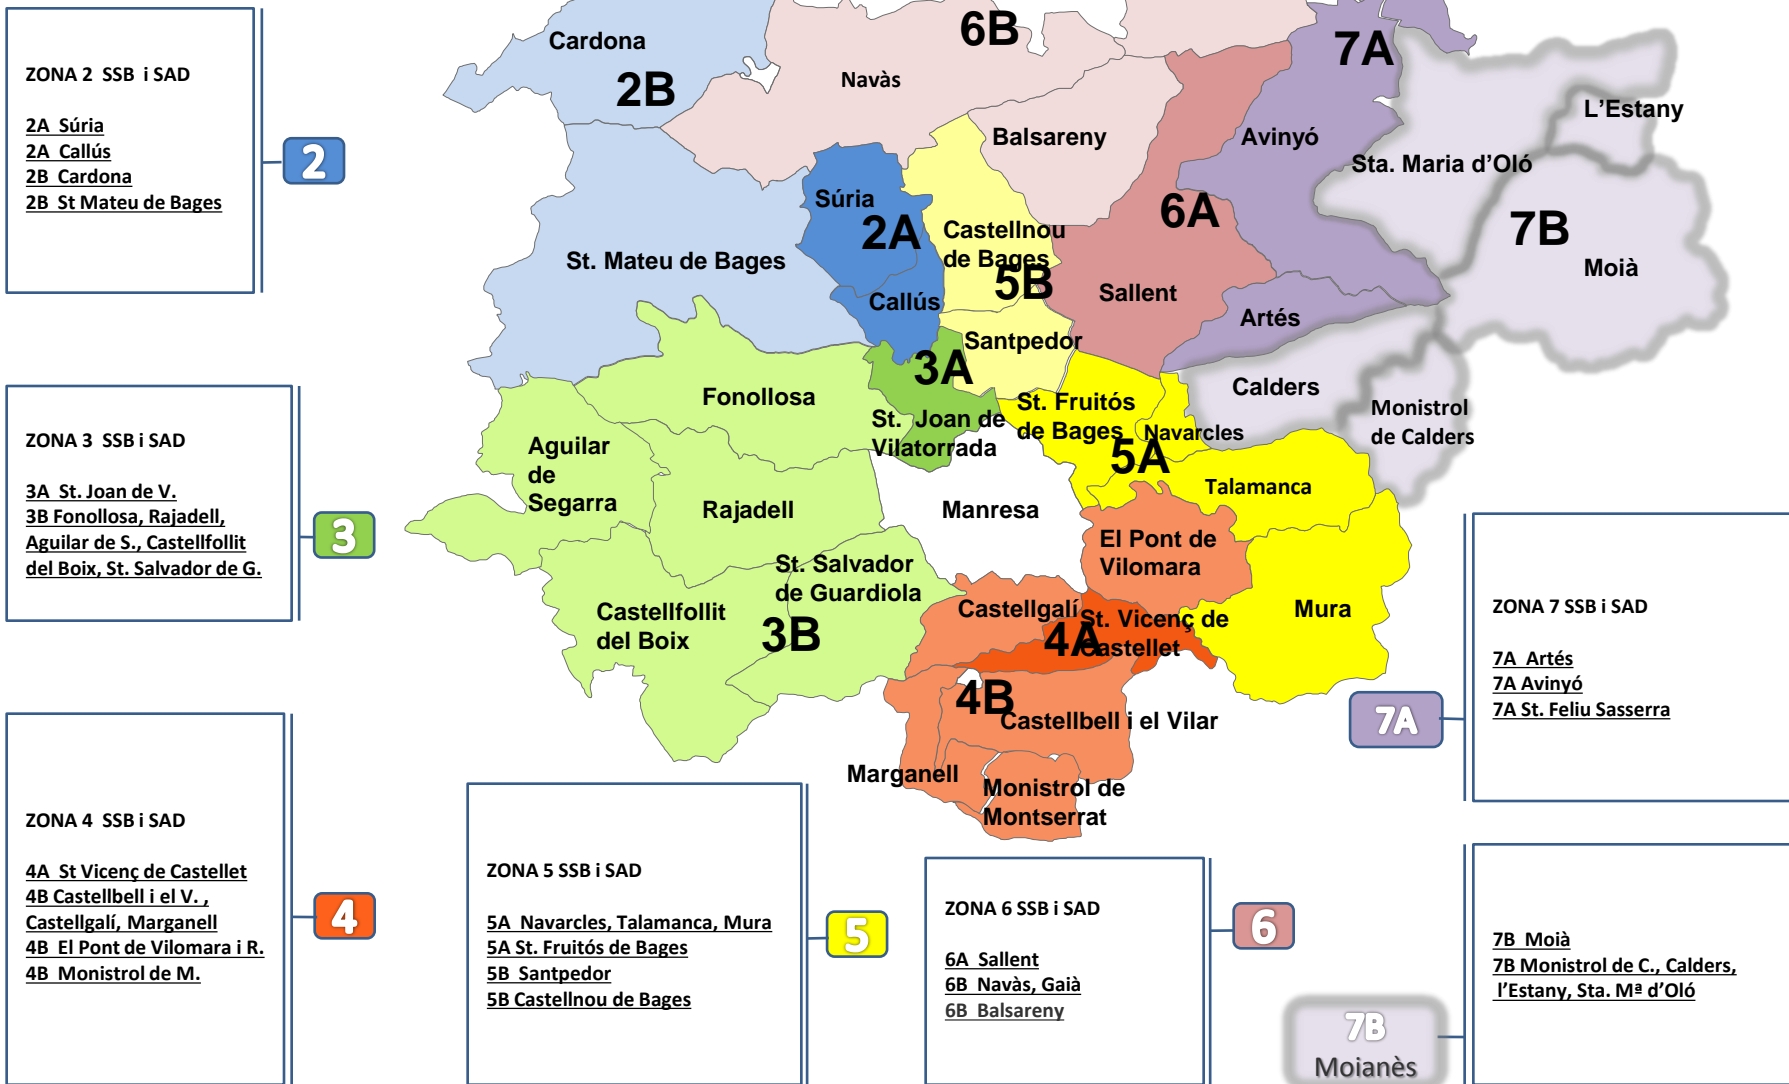 ZONA 2 SSB i SAD
2A Súria
2A Callús
2B Cardona
2B St Mateu de Bages
2
ZONA 3 SSB i SAD
3A St. Joan de V.
3B Fonollosa, Rajadell,
Aguilar de S., Castellfollit
del Boix, St. Salvador de G.
3
ZONA 4 SSB i SAD
4A St Vicenç de Castellet
4B Castellbell i el V. ,
Castellgalí, Marganell
4B El Pont de Vilomara i R.
4B Monistrol de M.
4
ZONA 5 SSB i SAD
5A Navarcles, Talamanca, Mura
5A St. Fruitós de Bages
5B Santpedor
5B Castellnou de Bages
5
ZONA 6 SSB i SAD
6A Sallent
6B Navàs, Gaià
6B Balsareny
6
ZONA 7 SSB i SAD
7A Artés
7A Avinyó
7A St. Feliu Sasserra
7A
7B Moià
7B Monistrol de C., Calders,
l'Estany, Sta. Mª d'Oló
7B
Moianès
Cardona
2B
6B
Navàs
7A
L'Estany
Balsareny
Avinyó
Sta. Maria d'Oló
Súria
2A
6A
7B
Castellnou
de Bages
5B
St. Mateu de Bages
Moià
Callús
Sallent
Artés
Santpedor
3A
Fonollosa
Calders
St. Joan de
Vilatorrada
St. Fruitós
de Bages
Navarcles
5A
Monistrol
de Calders
Aguilar
de
Segarra
Rajadell
Manresa
Talamanca
El Pont de
Vilomara
St. Salvador
de Guardiola
Castellfollit
del Boix
3B
Castellgalí
4A
St. Vicenç de
Castellet
Mura
4B
Castellbell i el Vilar
Marganell
Monistrol de
Montserrat